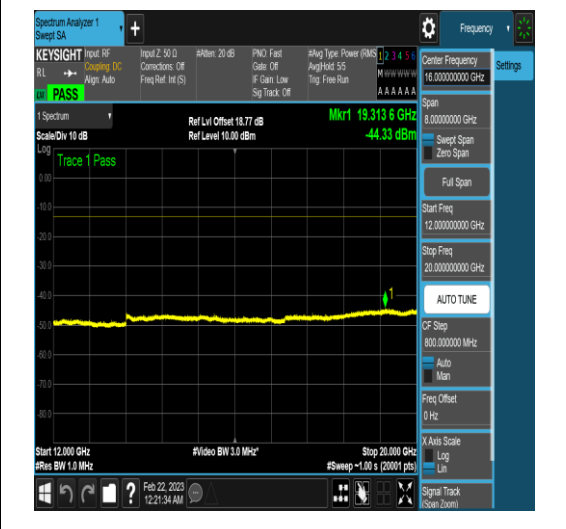 Spectrum Analyzer 1
Swept SA
Frequency
KEYSIGHT
RL
Input: RF
Coupling: DC
Align: Auto
Input Z: 50 Ω
Corrections: Off
Freq Ref: Int (S)
#Atten: 20 dB
PNO: Fast
Gate: Off
IF Gain: Low
Sig Track: Off
#Avg Type: Power (RMS
Avg|Hold: 5/5
Trig: Free Run
1 2 3 4 5 6
M w w w w w
A A A A A A
PASS
1 Spectrum
Scale/Div 10 dB
Ref Lvl Offset 18.77 dB
Ref Level 10.00 dBm
Mkr1 19.313 6 GHz
-44.33 dBm
Log
Trace 1 Pass
0.00
-10.0
-20.0
-30.0
-40.0
-50.0
-60.0
-70.0
-80.0
1
Start 12.000 GHz
#Res BW 1.0 MHz
#Video BW 3.0 MHz*
Stop 20.000 GHz
#Sweep ~1.00 s (20001 pts)
Feb 22, 2023
12:21:34 AM
Center Frequency
16.000000000 GHz
Settings
Span
8.00000000 GHz
Swept Span
Zero Span
Full Span
Start Freq
12.000000000 GHz
Stop Freq
20.000000000 GHz
AUTO TUNE
CF Step
800.000000 MHz
Auto
Man
Freq Offset
0 Hz
X Axis Scale
Log
Lin
Signal Track
(Span Zoom)